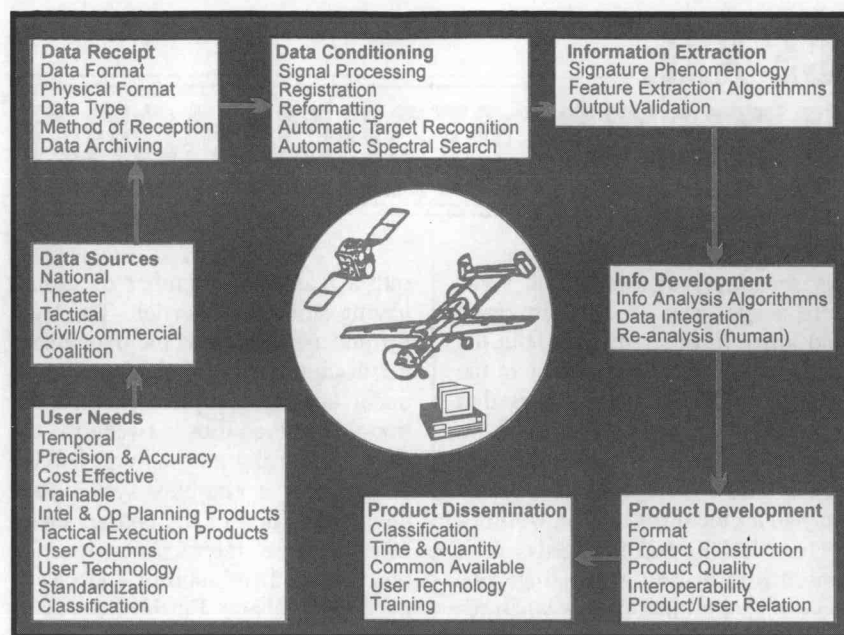 Data Receipt
Data Format
Physical Format
Data Type
Method of Reception
Data Archiving
Data Conditioning
Signal Processing
Registration
Reformatting
Automatic Target Recognition
Automatic Spectral Search
Information Extraction
Signature Phenomenology
Feature Extraction Algorithmns
Output Validation
Data Sources
National
Theater
Tactical
Civil/Commercial
Coalition
Info Development
Info Analysis Algorithmns
Data Integration
Re-analysis (human)
User Needs
Temporal
Precision & Accuracy
Cost Effective
Trainable
Intel & Op Planning Products
Tactical Execution Products
User Columns
User Technology
Standardization
Classification
Product Dissemination
Classification
Time & Quantity
Common Available
User Technology
Training
Product Development
Format
Product Construction
Product Quality
Interoperability
Product/User Relation